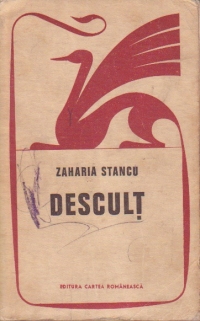 ZAHARIA STANCU
DESCULȚ
EDITURA CARTEA ROMÂNEASCĂ